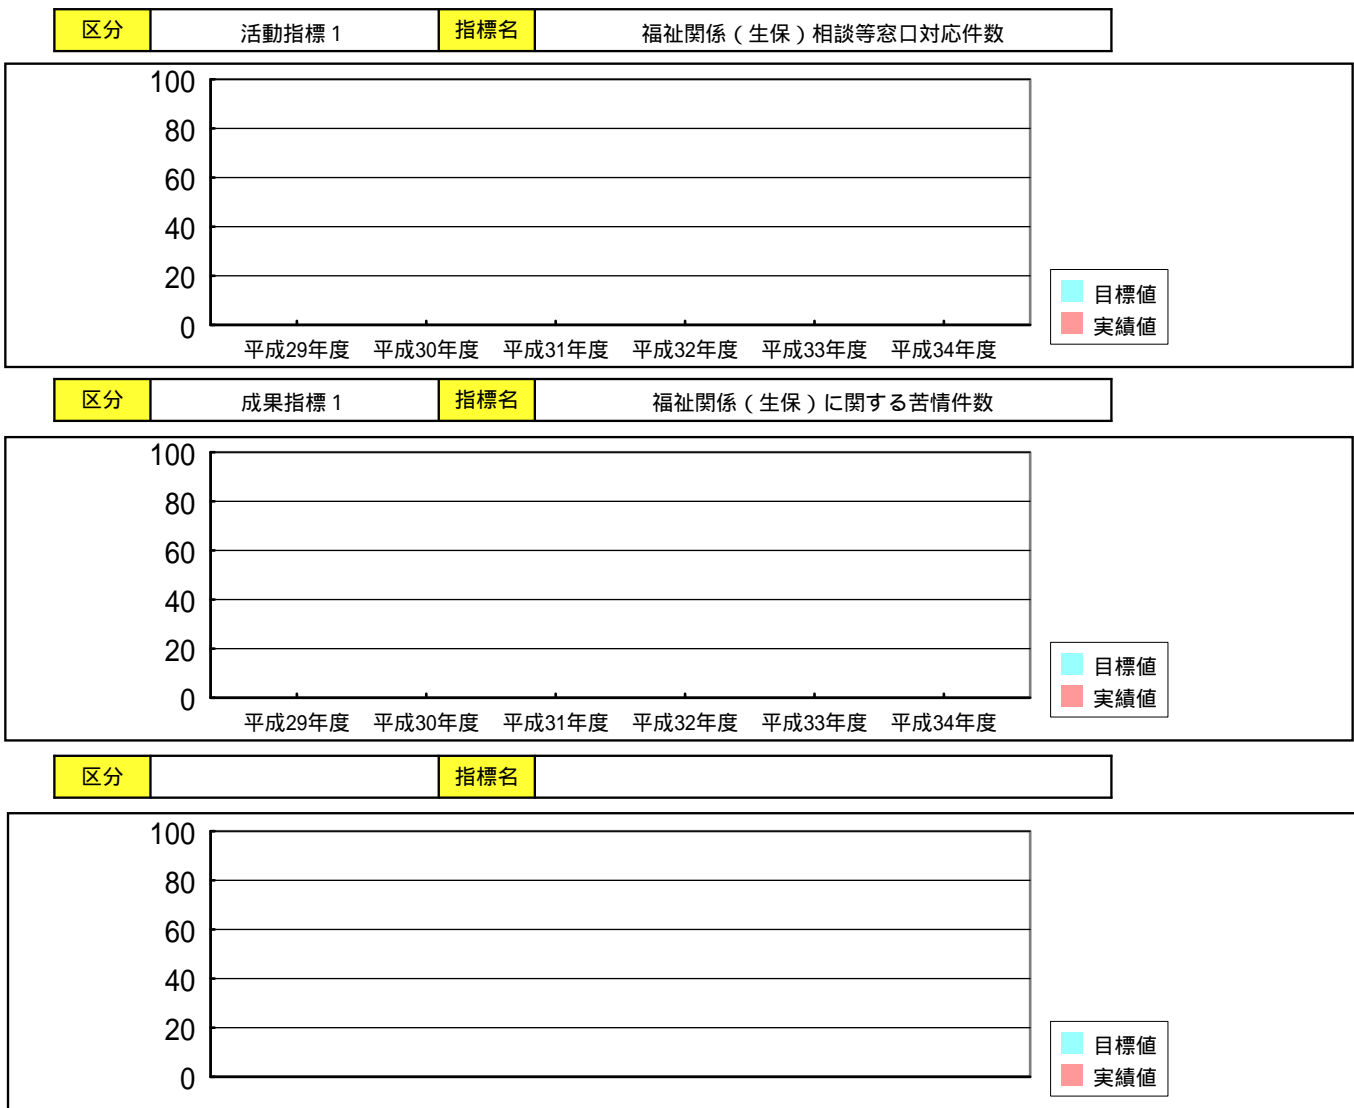 区分 活動指標1 指標名 福祉関係（生保）相談等窓口対応件数
100
80
60
40
20
0
平成29年度 平成30年度 平成31年度 平成32年度 平成33年度 平成34年度
目標値
実績値
区分 成果指標1 指標名 福祉関係（生保）に関する苦情件数
100
80
60
40
20
0
平成29年度 平成30年度 平成31年度 平成32年度 平成33年度 平成34年度
目標値
実績値
区分 指標名
100
80
60
40
20
0
目標値
実績値